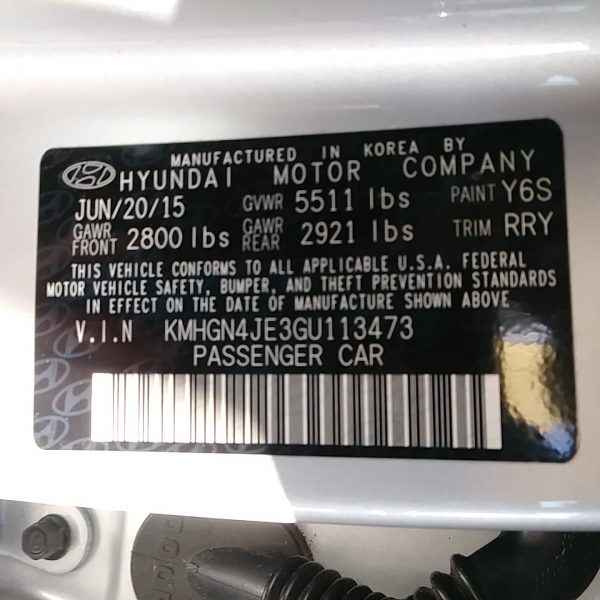 MANUFACTURED IN KOREA BY
HYUNDAI MOTOR COMPANY
JUN/20/15 GVWR 5511 lbs PAINT Y6S
GAWR FRONT 2800 lbs GAWR REAR 2921 lbs TRIM RRY
THIS VEHICLE CONFORMS TO ALL APPLICABLE U.S.A. FEDERAL
MOTOR VEHICLE SAFETY, BUMPER, AND THEFT PREVENTION STANDARDS
IN EFFECT ON THE DATE OF MANUFACTURE SHOWN ABOVE
V.I.N KMHGN4JE3GU113473
PASSENGER CAR